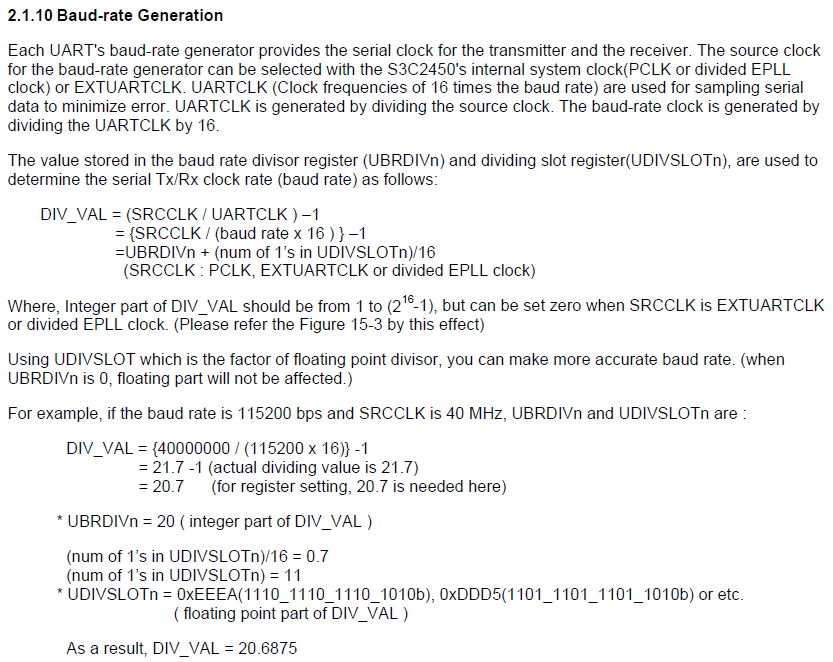 2.1.10 Baud-rate Generation
Each UART's baud-rate generator provides the serial clock for the transmitter and the receiver. The source clock
for the baud-rate generator can be selected with the S3C2450's internal system clock(PCLK or divided EPLL
clock) or EXTUARTCLK. UARTCLK (Clock frequencies of 16 times the baud rate) are used for sampling serial
data to minimize error. UARTCLK is generated by dividing the source clock. The baud-rate clock is generated by
dividing the UARTCLK by 16.
The value stored in the baud rate divisor register (UBRDIVn) and dividing slot register(UDIVSLOTn), are used to
determine the serial Tx/Rx clock rate (baud rate) as follows:
DIV_VAL = (SRCCLK / UARTCLK ) –1
= {SRCCLK / (baud rate x 16 ) } –1
=UBRDIVn + (num of 1's in UDIVSLOTn)/16
(SRCCLK : PCLK, EXTUARTCLK or divided EPLL clock)
Where, Integer part of DIV_VAL should be from 1 to (2^16-1), but can be set zero when SRCCLK is EXTUARTCLK
or divided EPLL clock. (Please refer the Figure 15-3 by this effect)
Using UDIVSLOT which is the factor of floating point divisor, you can make more accurate baud rate. (when
UBRDIVn is 0, floating part will not be affected.)
For example, if the baud rate is 115200 bps and SRCCLK is 40 MHz, UBRDIVn and UDIVSLOTn are :
DIV_VAL = {40000000 / (115200 x 16)} -1
= 21.7 -1 (actual dividing value is 21.7)
= 20.7 (for register setting, 20.7 is needed here)
* UBRDIVn = 20 ( integer part of DIV_VAL )
(num of 1's in UDIVSLOTn)/16 = 0.7
(num of 1's in UDIVSLOTn) = 11
* UDIVSLOTn = 0xEEEA(1110_1110_1110_1010b), 0xDDD5(1101_1101_1101_1010b) or etc.
( floating point part of DIV_VAL )
As a result, DIV_VAL = 20.6875